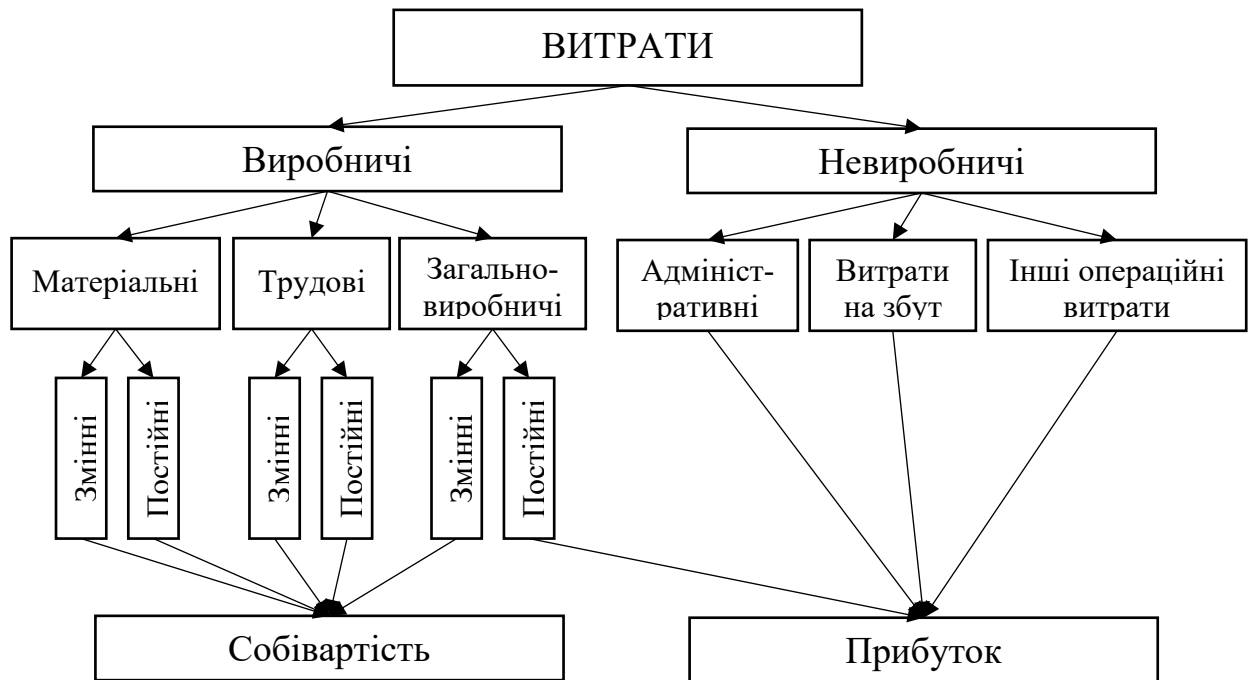 ВИТРАТИ
Виробничі
Невиробничі
Матеріальні
Трудові
Загально-
виробничі
Адмініст-
ративні
Витрати
на збут
Інші операційні
витрати
Змінні
Постійні
Змінні
Постійні
Змінні
Постійні
Собівартість
Прибуток